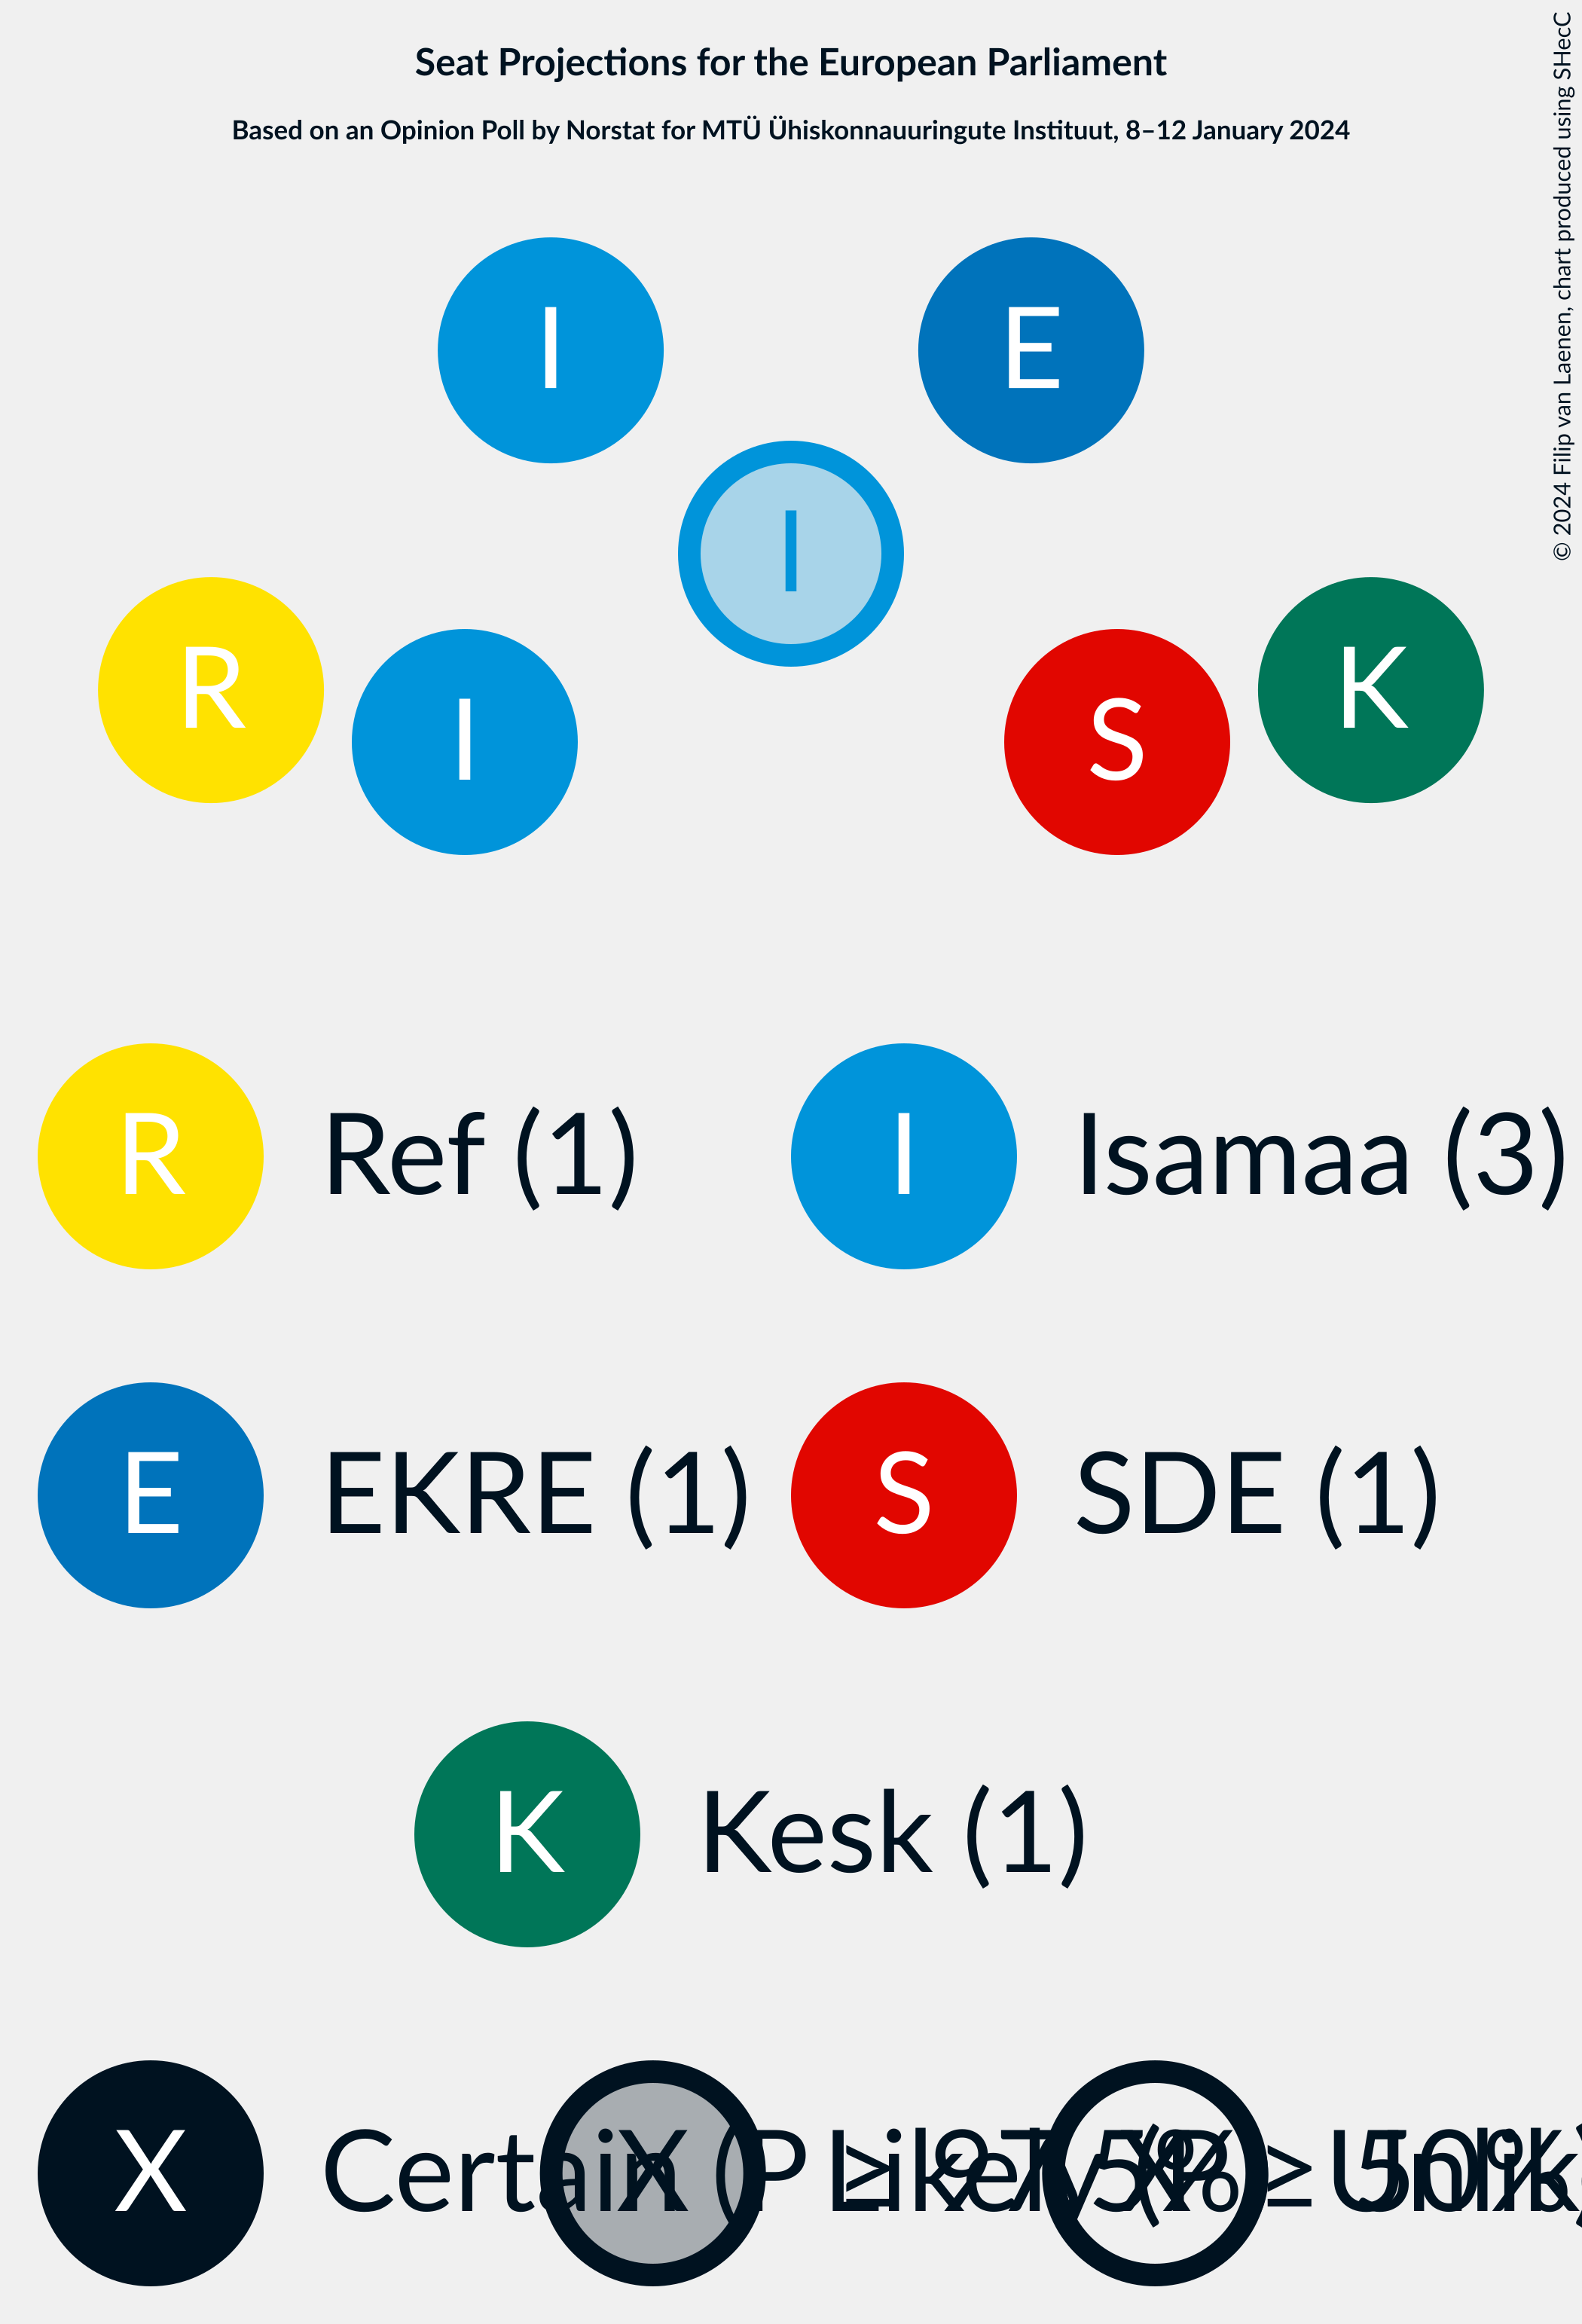 Seat Projections for the European Parliament
Based on an Opinion Poll by Norstat for MTÜ Ühiskonnauuringute Instituut, 8–12 January 2024
© 2024 Filip van Laenen, chart produced using SHecC
I
E
I
R
I
S
K
R
Ref (1)
I
Isamaa (3)
E
EKRE (1)
S
SDE (1)
K
Kesk (1)
X
Certain (P ≥
X
Likely
X